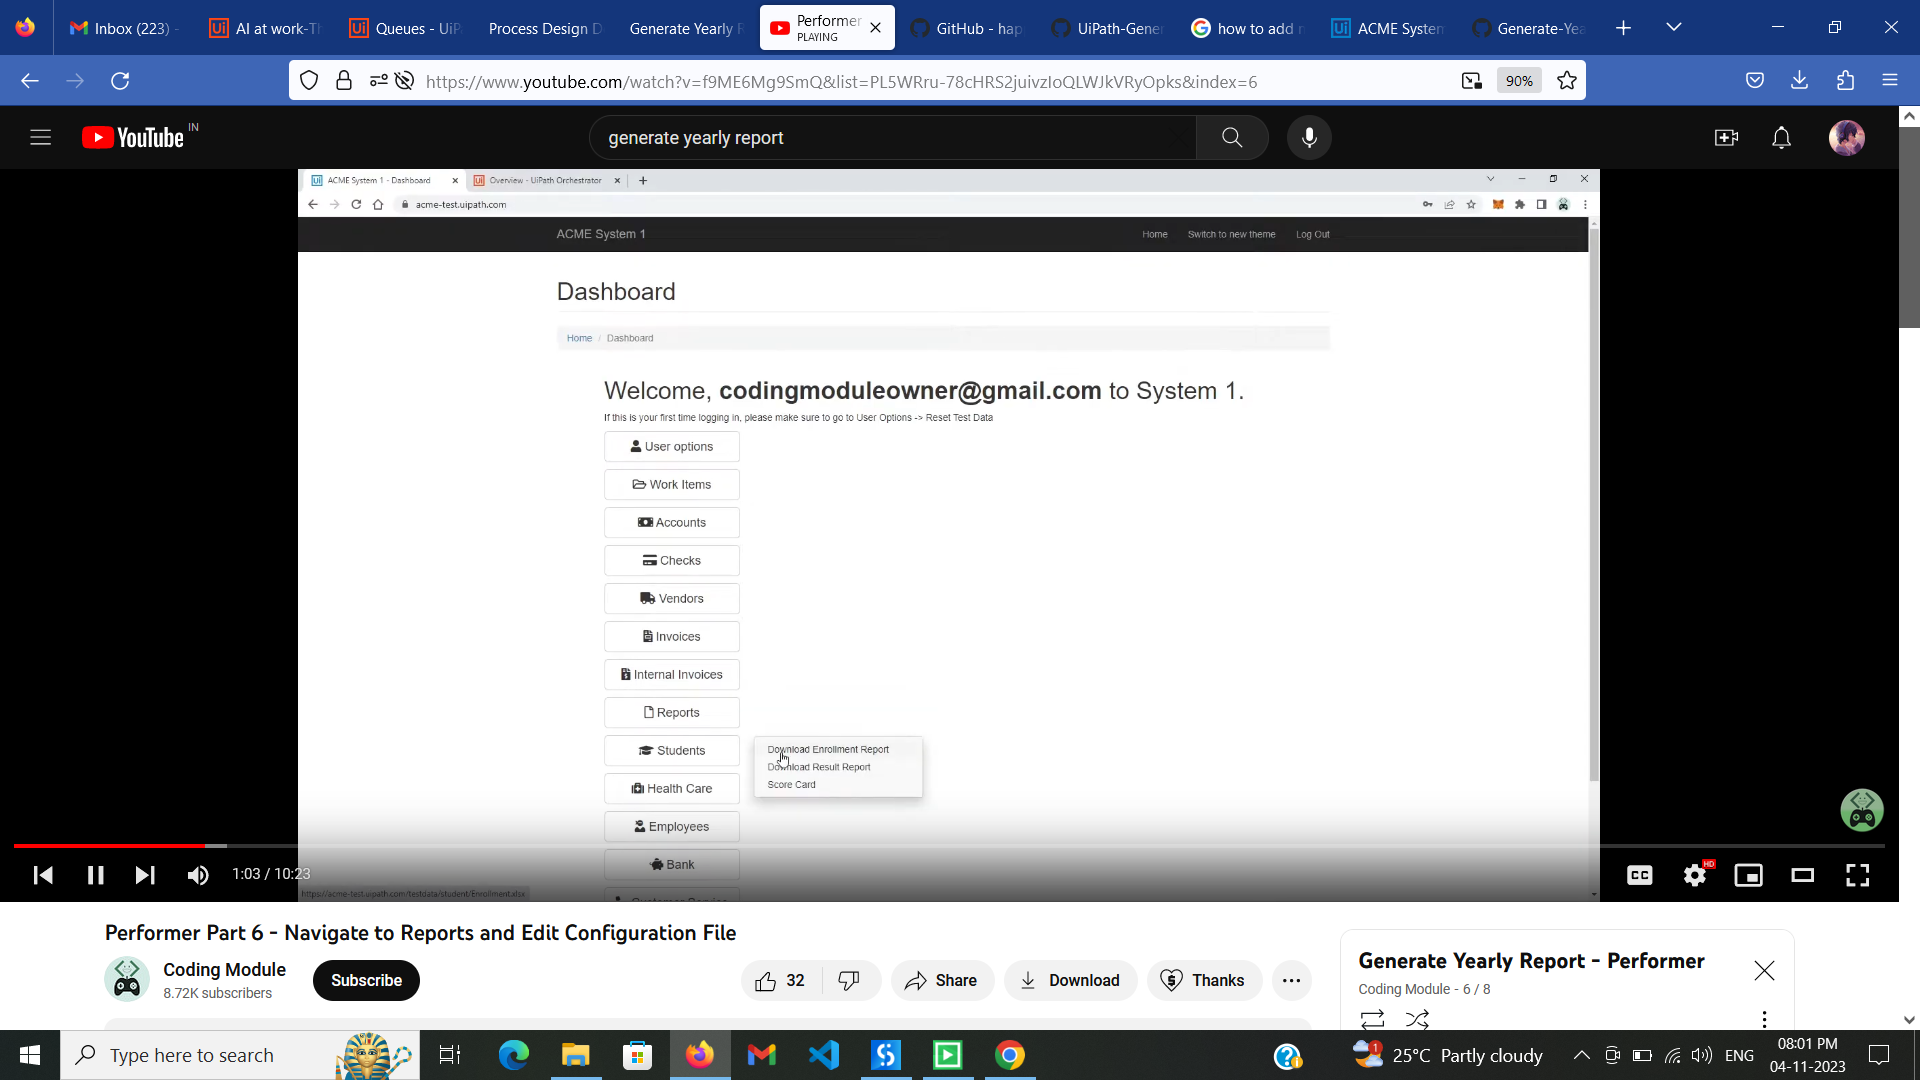 Inbox (223) -
AI at work-Th
Queues - UiP
Process Design D
Generate Yearly R
Performer
PLAYING
GitHub - hap
UiPath-Gener
how to add n
ACME System
Generate-Yea
https://www.youtube.com/watch?v=f9ME6Mg9SmQ&list=PL5WRru-78cHRS2juivzIoQLWJkVRyOpks&index=6
90%
YouTube IN
generate yearly report
ACME System 1 - Dashboard
Overview - UiPath Orchestrator
acme-test.uipath.com
ACME System 1
Home
Switch to new theme
Log Out
Dashboard
Home / Dashboard
Welcome, codingmoduleowner@gmail.com to System 1.
If this is your first time logging in, please make sure to go to User Options -> Reset Test Data
User options
Work Items
Accounts
Checks
Vendors
Invoices
Internal Invoices
Reports
Students
Download Enrollment Report
Download Result Report
Score Card
Health Care
Employees
Bank
Customer Service
https://acme-test.uipath.com/testdata/student/Enrollment.xlsx
1:03 / 10:23
CC
HD
Performer Part 6 - Navigate to Reports and Edit Configuration File
Coding Module
8.72K subscribers
Subscribe
32
Share
Download
Thanks
Generate Yearly Report - Performer
Coding Module - 6 / 8
Type here to search
1
25°C Partly cloudy
ENG
08:01 PM
04-11-2023